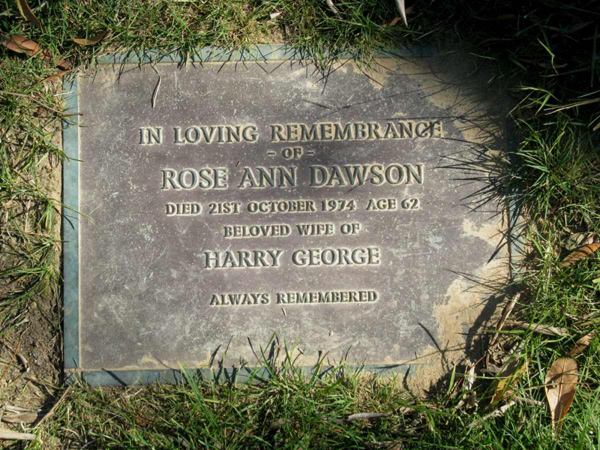 IN LOVING REMEMBRANCE
- OF -
ROSE ANN DAWSON
DIED 21ST OCTOBER 1974 AGE 62
BELOVED WIFE OF
HARRY GEORGE
ALWAYS REMEMBERED